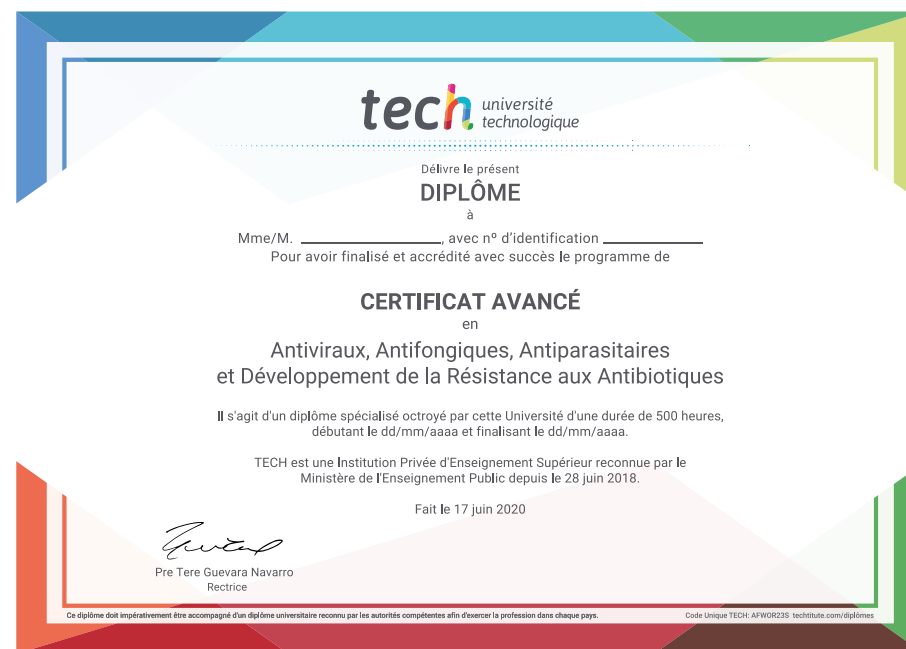 tech université
technologique
Délivre le présent
DIPLÔME
à
Mme/M. ____________________, avec nº d'identification ______________
Pour avoir finalisé et accrédité avec succès le programme de
CERTIFICAT AVANCÉ
en
Antiviraux, Antifongiques, Antiparasitaires
et Développement de la Résistance aux Antibiotiques
Il s'agit d'un diplôme spécialisé octroyé par cette Université d'une durée de 500 heures,
débutant le dd/mm/aaaa et finalisant le dd/mm/aaaa.
TECH est une Institution Privée d'Enseignement Supérieur reconnue par le
Ministère de l'Enseignement Public depuis le 28 juin 2018.
Fait le 17 juin 2020
Pre Tere Guevara Navarro
Rectrice
Ce diplôme doit impérativement être accompagné d'un diplôme universitaire reconnu par les autorités compétentes afin d'exercer la profession dans chaque pays.
Code Unique TECH: AFWOR23S techtitute.com/diplômes